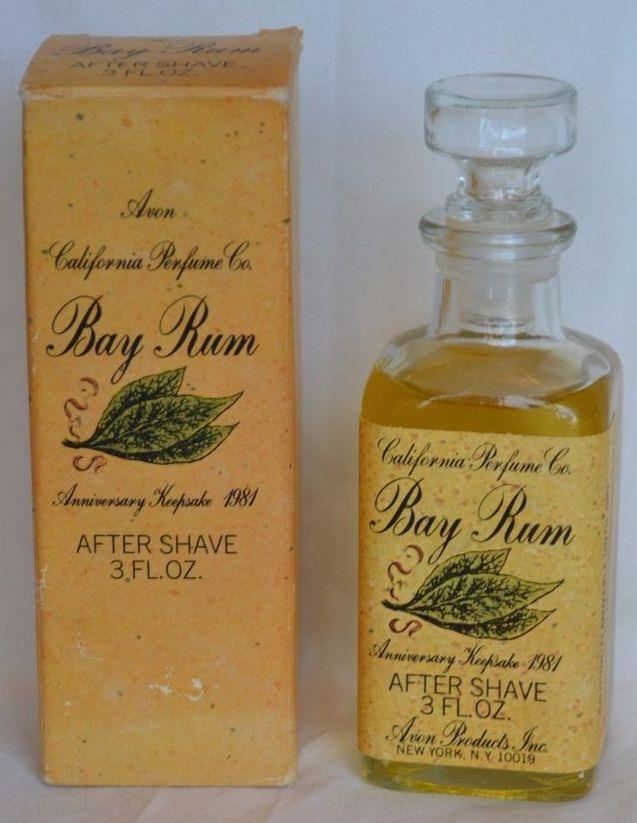 Bay Rum
AFTER SHAVE
3 FL.OZ.
Avon
California Perfume Co.
Bay Rum
Anniversary Keepsake 1981
AFTER SHAVE
3 FL.OZ.
California Perfume Co.
Bay Rum
Anniversary Keepsake 1981
AFTER SHAVE
3 FL.OZ.
Avon Products Inc.
NEW YORK, N.Y. 10019